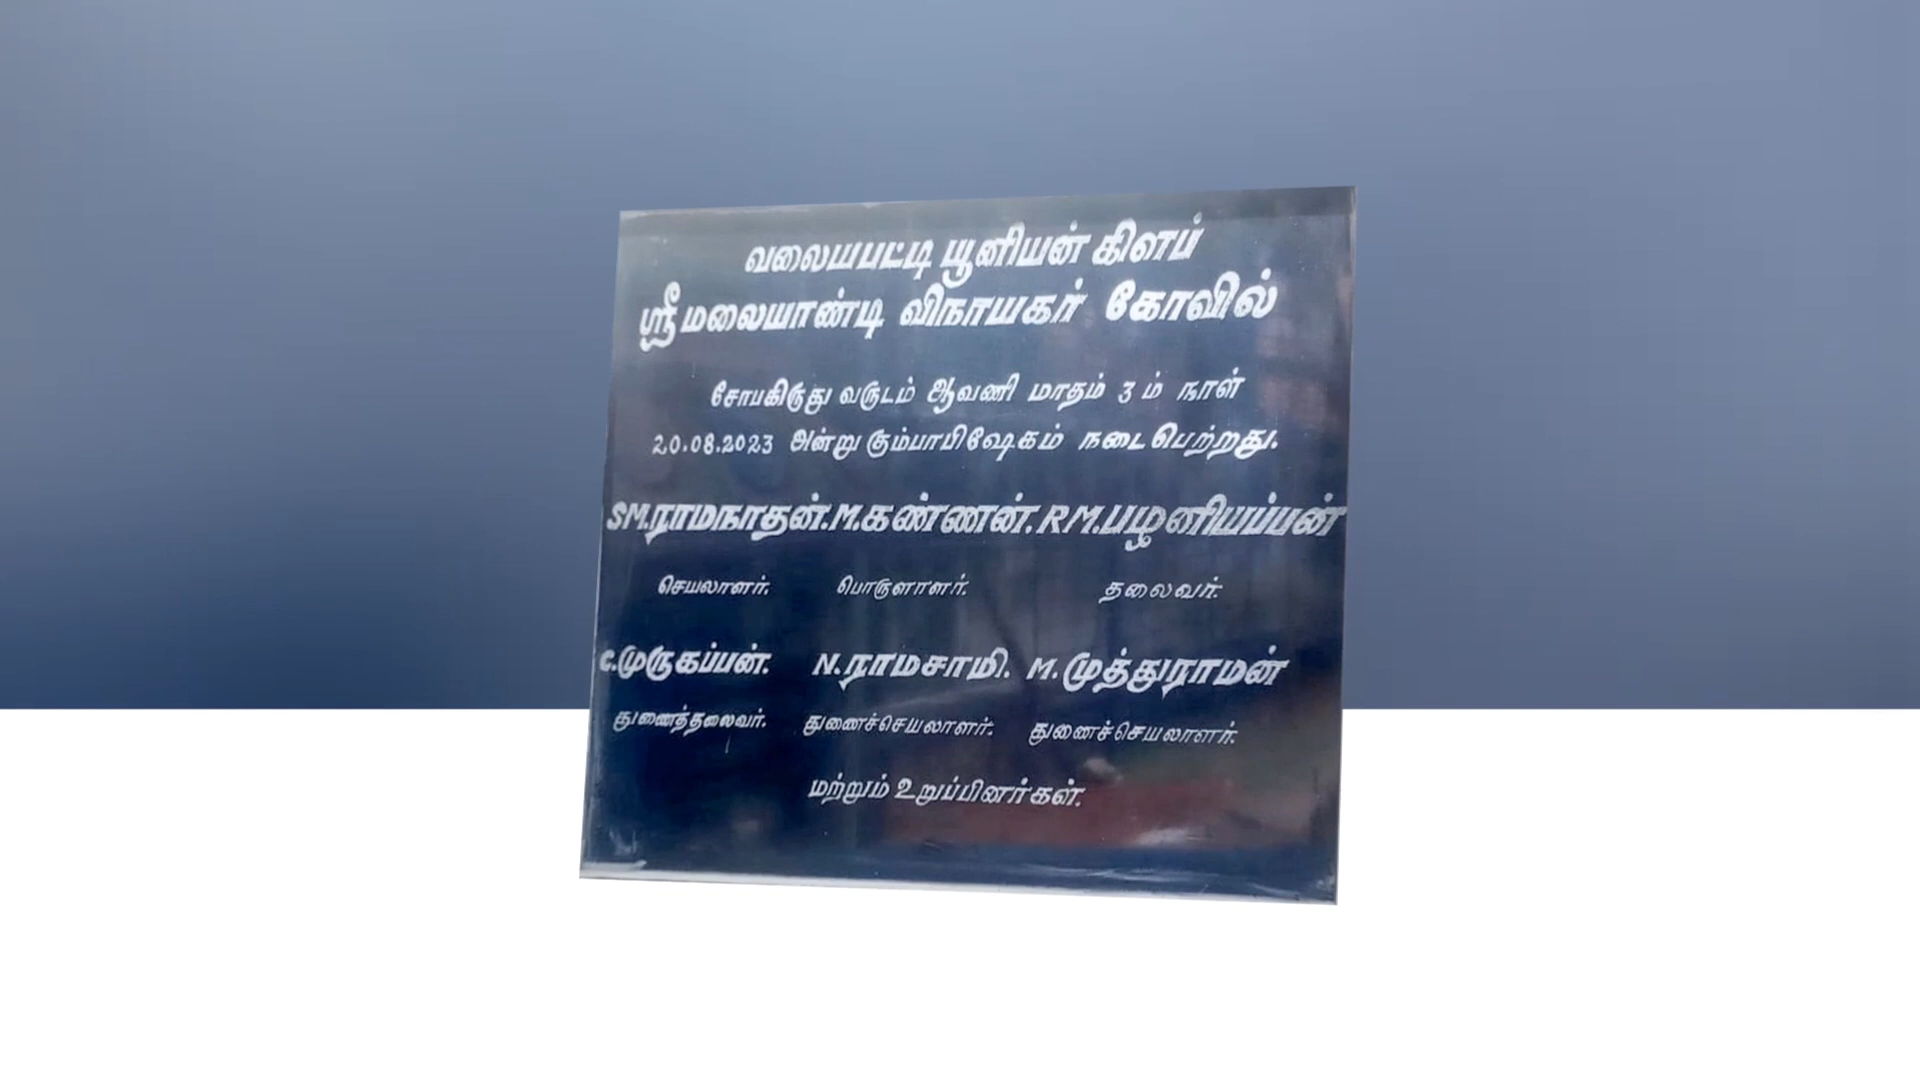 வலையபட்டி யூனியன் கிளப்
ஸ்ரீ மலையாண்டி விநாயகர் கோவில்
சோபகிருது வருடம் ஆவணி மாதம் 3 ம் நாள்
20.08.2023 அன்று கும்பாபிஷேகம் நடைபெற்றது.
SM.ராமநாதன். M.கண்ணன். RM.பழனியப்பன்
செயலாளர். பொருளாளர். தலைவர்.
C.முருகப்பன். N.ராமசாமி. M.முத்துராமன்
துணைத்தலைவர். துணைச்செயலாளர். துணைச்செயலாளர்.
மற்றும் உறுப்பினர்கள்.